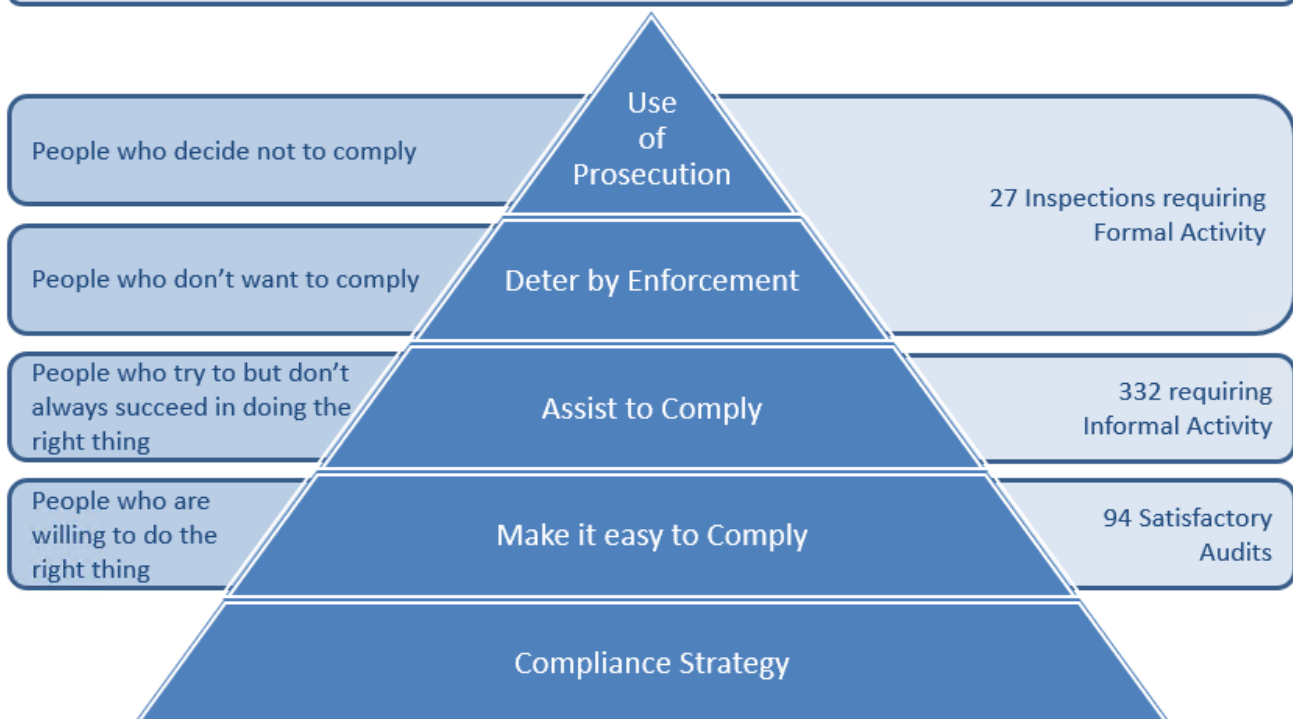 Use
of
Prosecution
People who decide not to comply
27 Inspections requiring
Formal Activity
People who don’t want to comply
Deter by Enforcement
People who try to but don’t
always succeed in doing the
right thing
Assist to Comply
332 requiring
Informal Activity
People who are
willing to do the
right thing
Make it easy to Comply
94 Satisfactory
Audits
Compliance Strategy